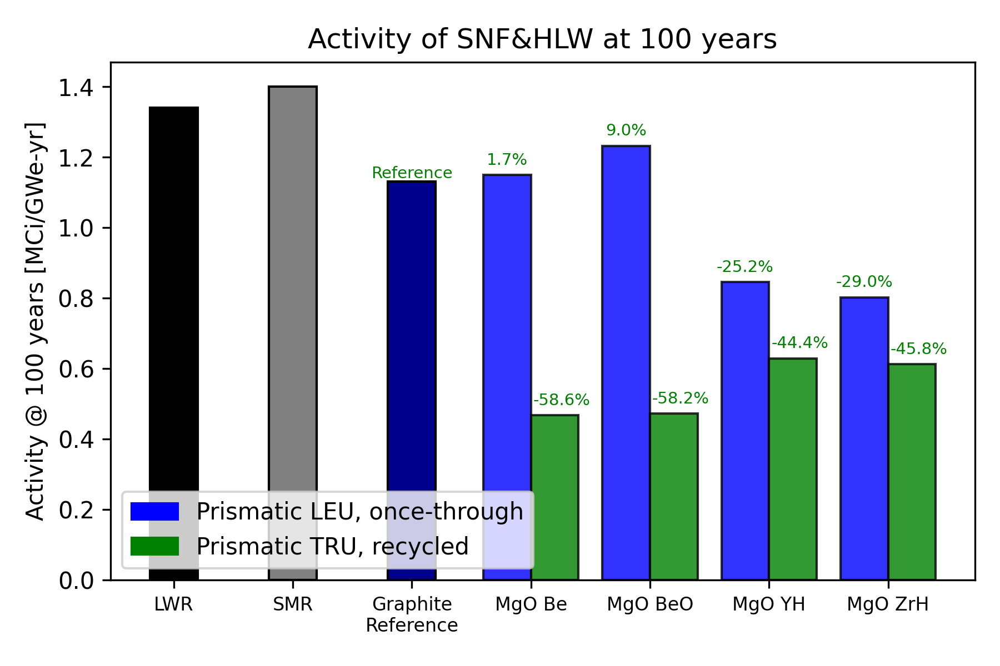 Activity of SNF&HLW at 100 years
Activity @ 100 years [MCi/GWe-yr]
1.4
1.2
1.0
0.8
0.6
0.4
0.2
0.0
Reference
1.7%
9.0%
-25.2%
-29.0%
-58.6%
-58.2%
-44.4%
-45.8%
Prismatic LEU, once-through
Prismatic TRU, recycled
LWR
SMR
Graphite
Reference
MgO Be
MgO BeO
MgO YH
MgO ZrH